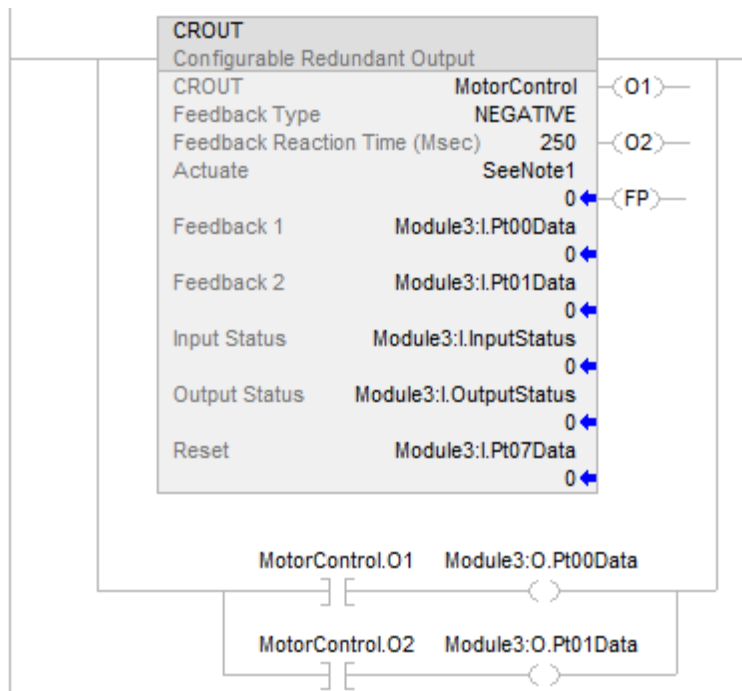 CROUT
Configurable Redundant Output
CROUT MotorControl O1
Feedback Type NEGATIVE
Feedback Reaction Time (Msec) 250 O2
Actuate SeeNote1
0 FP
Feedback 1 Module3:I.Pt00Data
0
Feedback 2 Module3:I.Pt01Data
0
Input Status Module3:I.InputStatus
0
Output Status Module3:I.OutputStatus
0
Reset Module3:I.Pt07Data
0
MotorControl.O1 Module3:O.Pt00Data
MotorControl.O2 Module3:O.Pt01Data